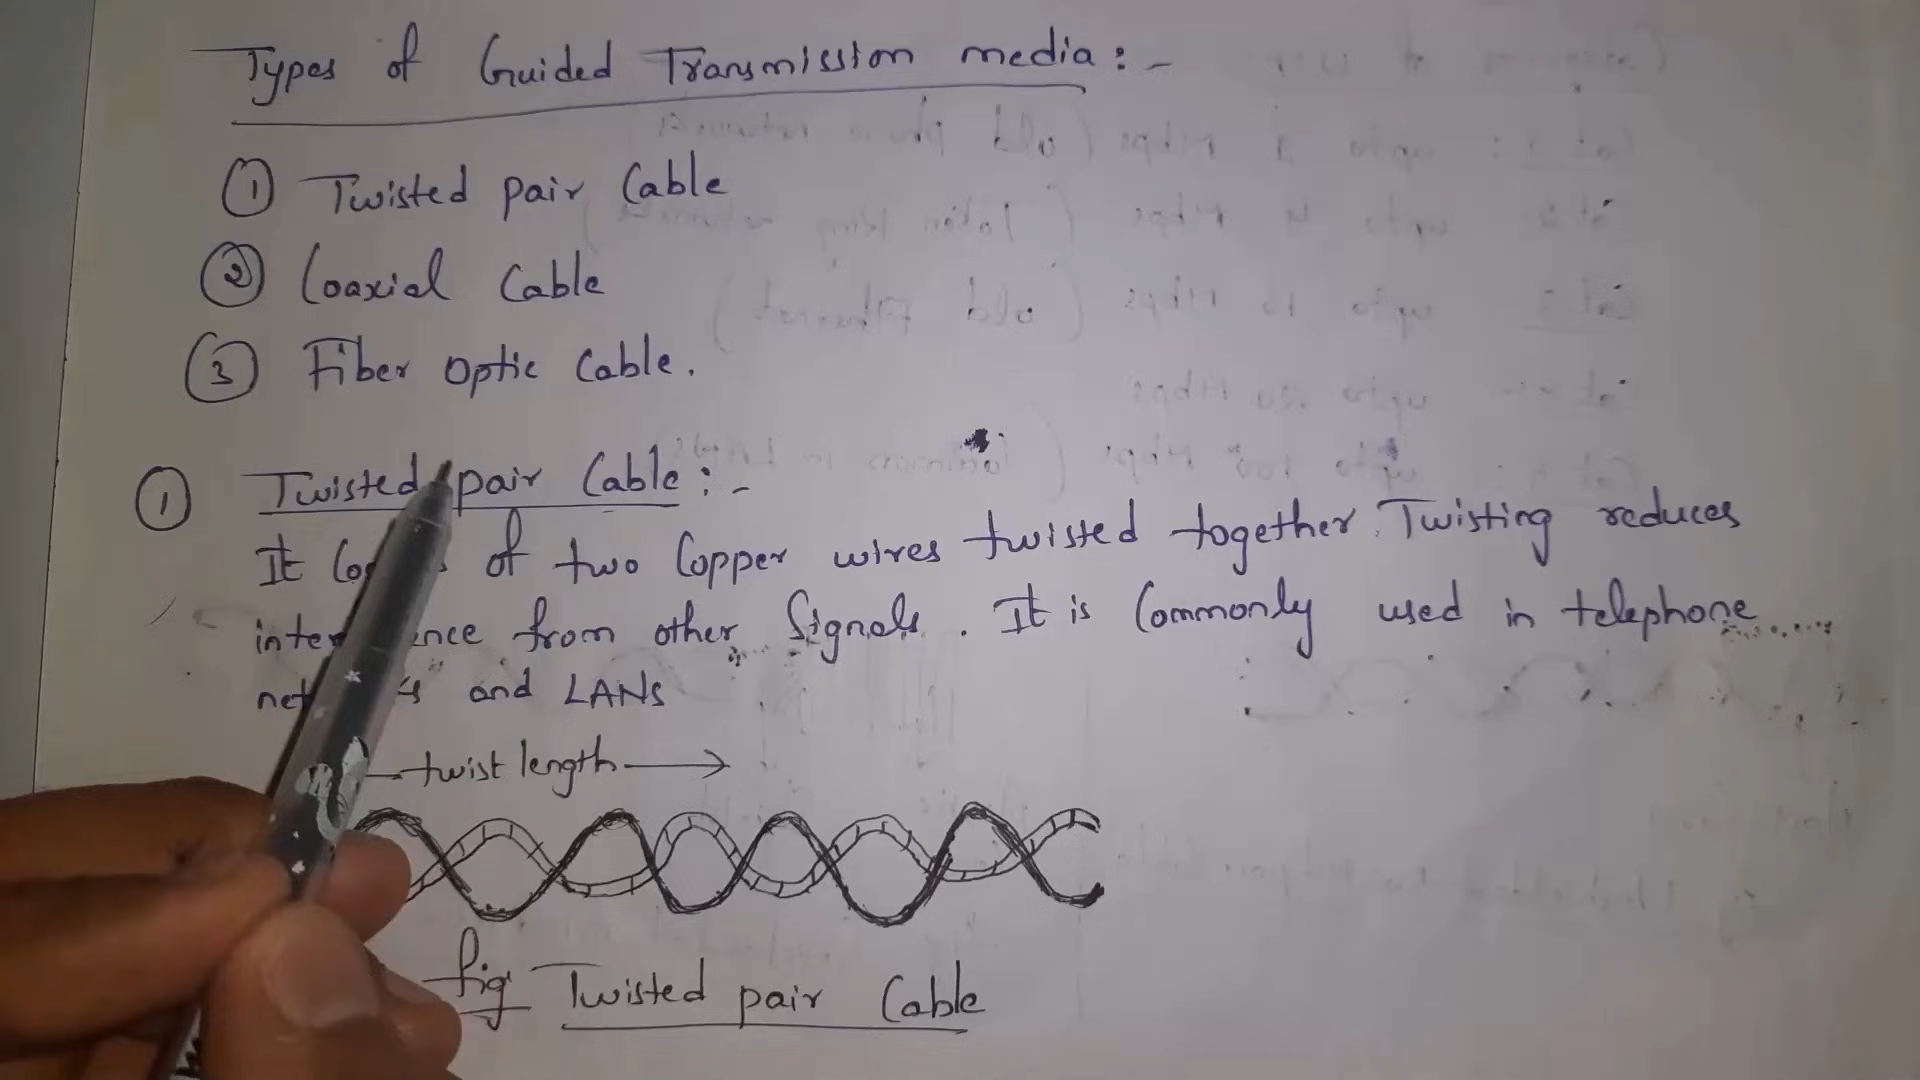 Types of Guided Transmission media:-
① Twisted pair Cable
② Coaxial Cable
③ Fiber Optic Cable.
① Twisted pair Cable:-
It of two Copper wires twisted together. Twisting reduces
from other Signals. It is Commonly used in telephone
and LANs
twist length
fig Twisted pair Cable